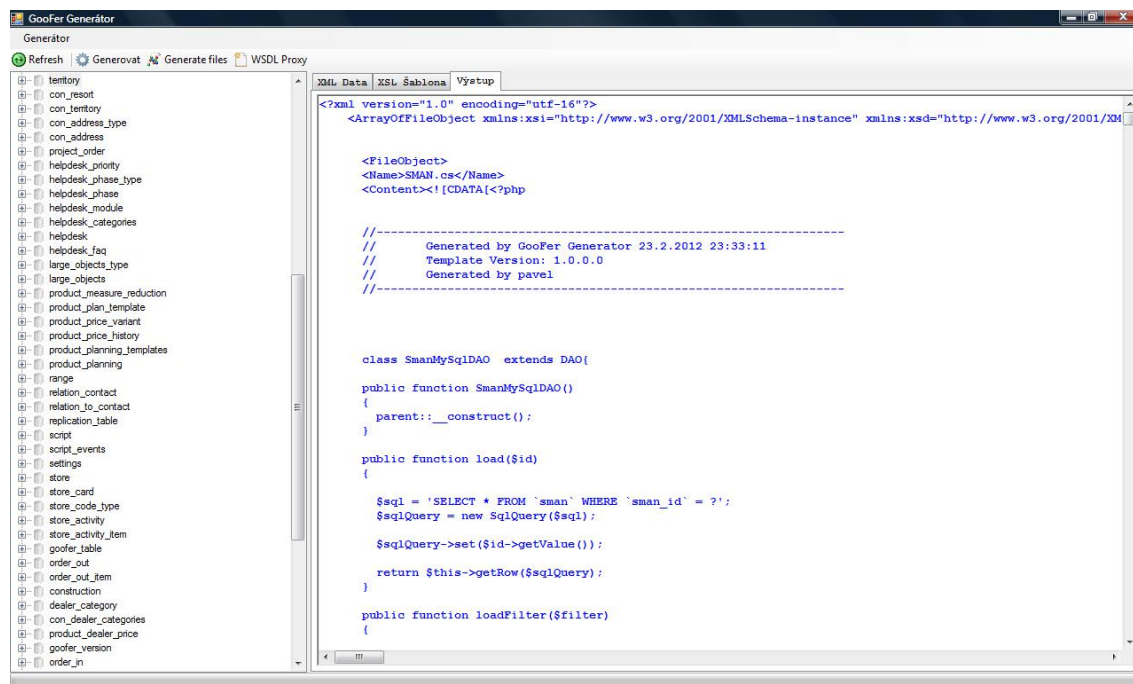 GooFer Generátor
Generátor
Refresh Generovat Generate files WSDL Proxy
territory
con_resort
con_territory
con_address_type
con_address
project_order
helpdesk_priority
helpdesk_phase_type
helpdesk_phase
helpdesk_module
helpdesk_categories
helpdesk
helpdesk_faq
large_objects_type
large_objects
product_measure_reduction
product_plan_template
product_price_variant
product_price_history
product_planning_templates
product_planning
range
relation_contact
relation_to_contact
replication_table
script
script_events
settings
store
store_card
store_code_type
store_activity
store_activity_item
goofer_table
order_out
order_out_item
construction
dealer_category
con_dealer_categories
product_dealer_price
goofer_version
order_in
XML Data XSL Šablona Výstup
<?xml version="1.0" encoding="utf-16"?>
<ArrayOfFileObject xmlns:xsi="http://www.w3.org/2001/XMLSchema-instance" xmlns:xsd="http://www.w3.org/2001/XM
<FileObject>
<Name>SMAN.cs</Name>
<Content><![CDATA[<?php
//-----------------------------------------------------------------
// Generated by GooFer Generator 23.2.2012 23:33:11
// Template Version: 1.0.0.0
// Generated by pavel
//-----------------------------------------------------------------
class SmanMySqlDAO extends DAO{
public function SmanMySqlDAO()
{
parent::__construct();
}
public function load($id)
{
$sql = 'SELECT * FROM `sman` WHERE `sman_id` = ?';
$sqlQuery = new SqlQuery($sql);
$sqlQuery->set($id->getValue());
return $this->getRow($sqlQuery);
}
public function loadFilter($filter)
{